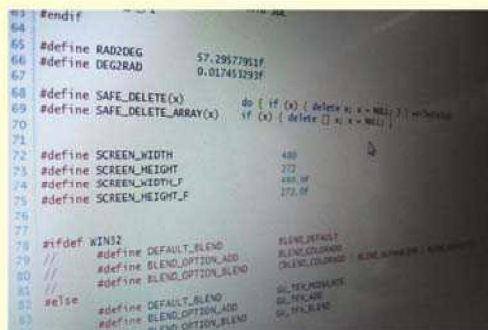 63 #endif
64
65 #define RAD2DEG 57.29577951f
66 #define DEG2RAD 0.017453293f
67
68 #define SAFE_DELETE(x) do { if (x) { delete x; x = NULL; } }
69 #define SAFE_DELETE_ARRAY(x) if (x) { delete [] x; x = NULL; }
70
71
72 #define SCREEN_WIDTH 480
73 #define SCREEN_HEIGHT 272
74 #define SCREEN_WIDTH_F 480.0f
75 #define SCREEN_HEIGHT_F 272.0f
76
77
78 #ifdef WIN32
79 // #define DEFAULT_BLEND BLEND_DEFAULT
80 // #define BLEND_OPTION_ADD BLEND_COLORADD
81 // #define BLEND_OPTION_BLEND
82 #else
83 #define DEFAULT_BLEND GU_TFX_MODULATE
#define BLEND_OPTION_ADD GU_TFX_ADD
#define BLEND_OPTION_BLEND GU_TFX_BLEND